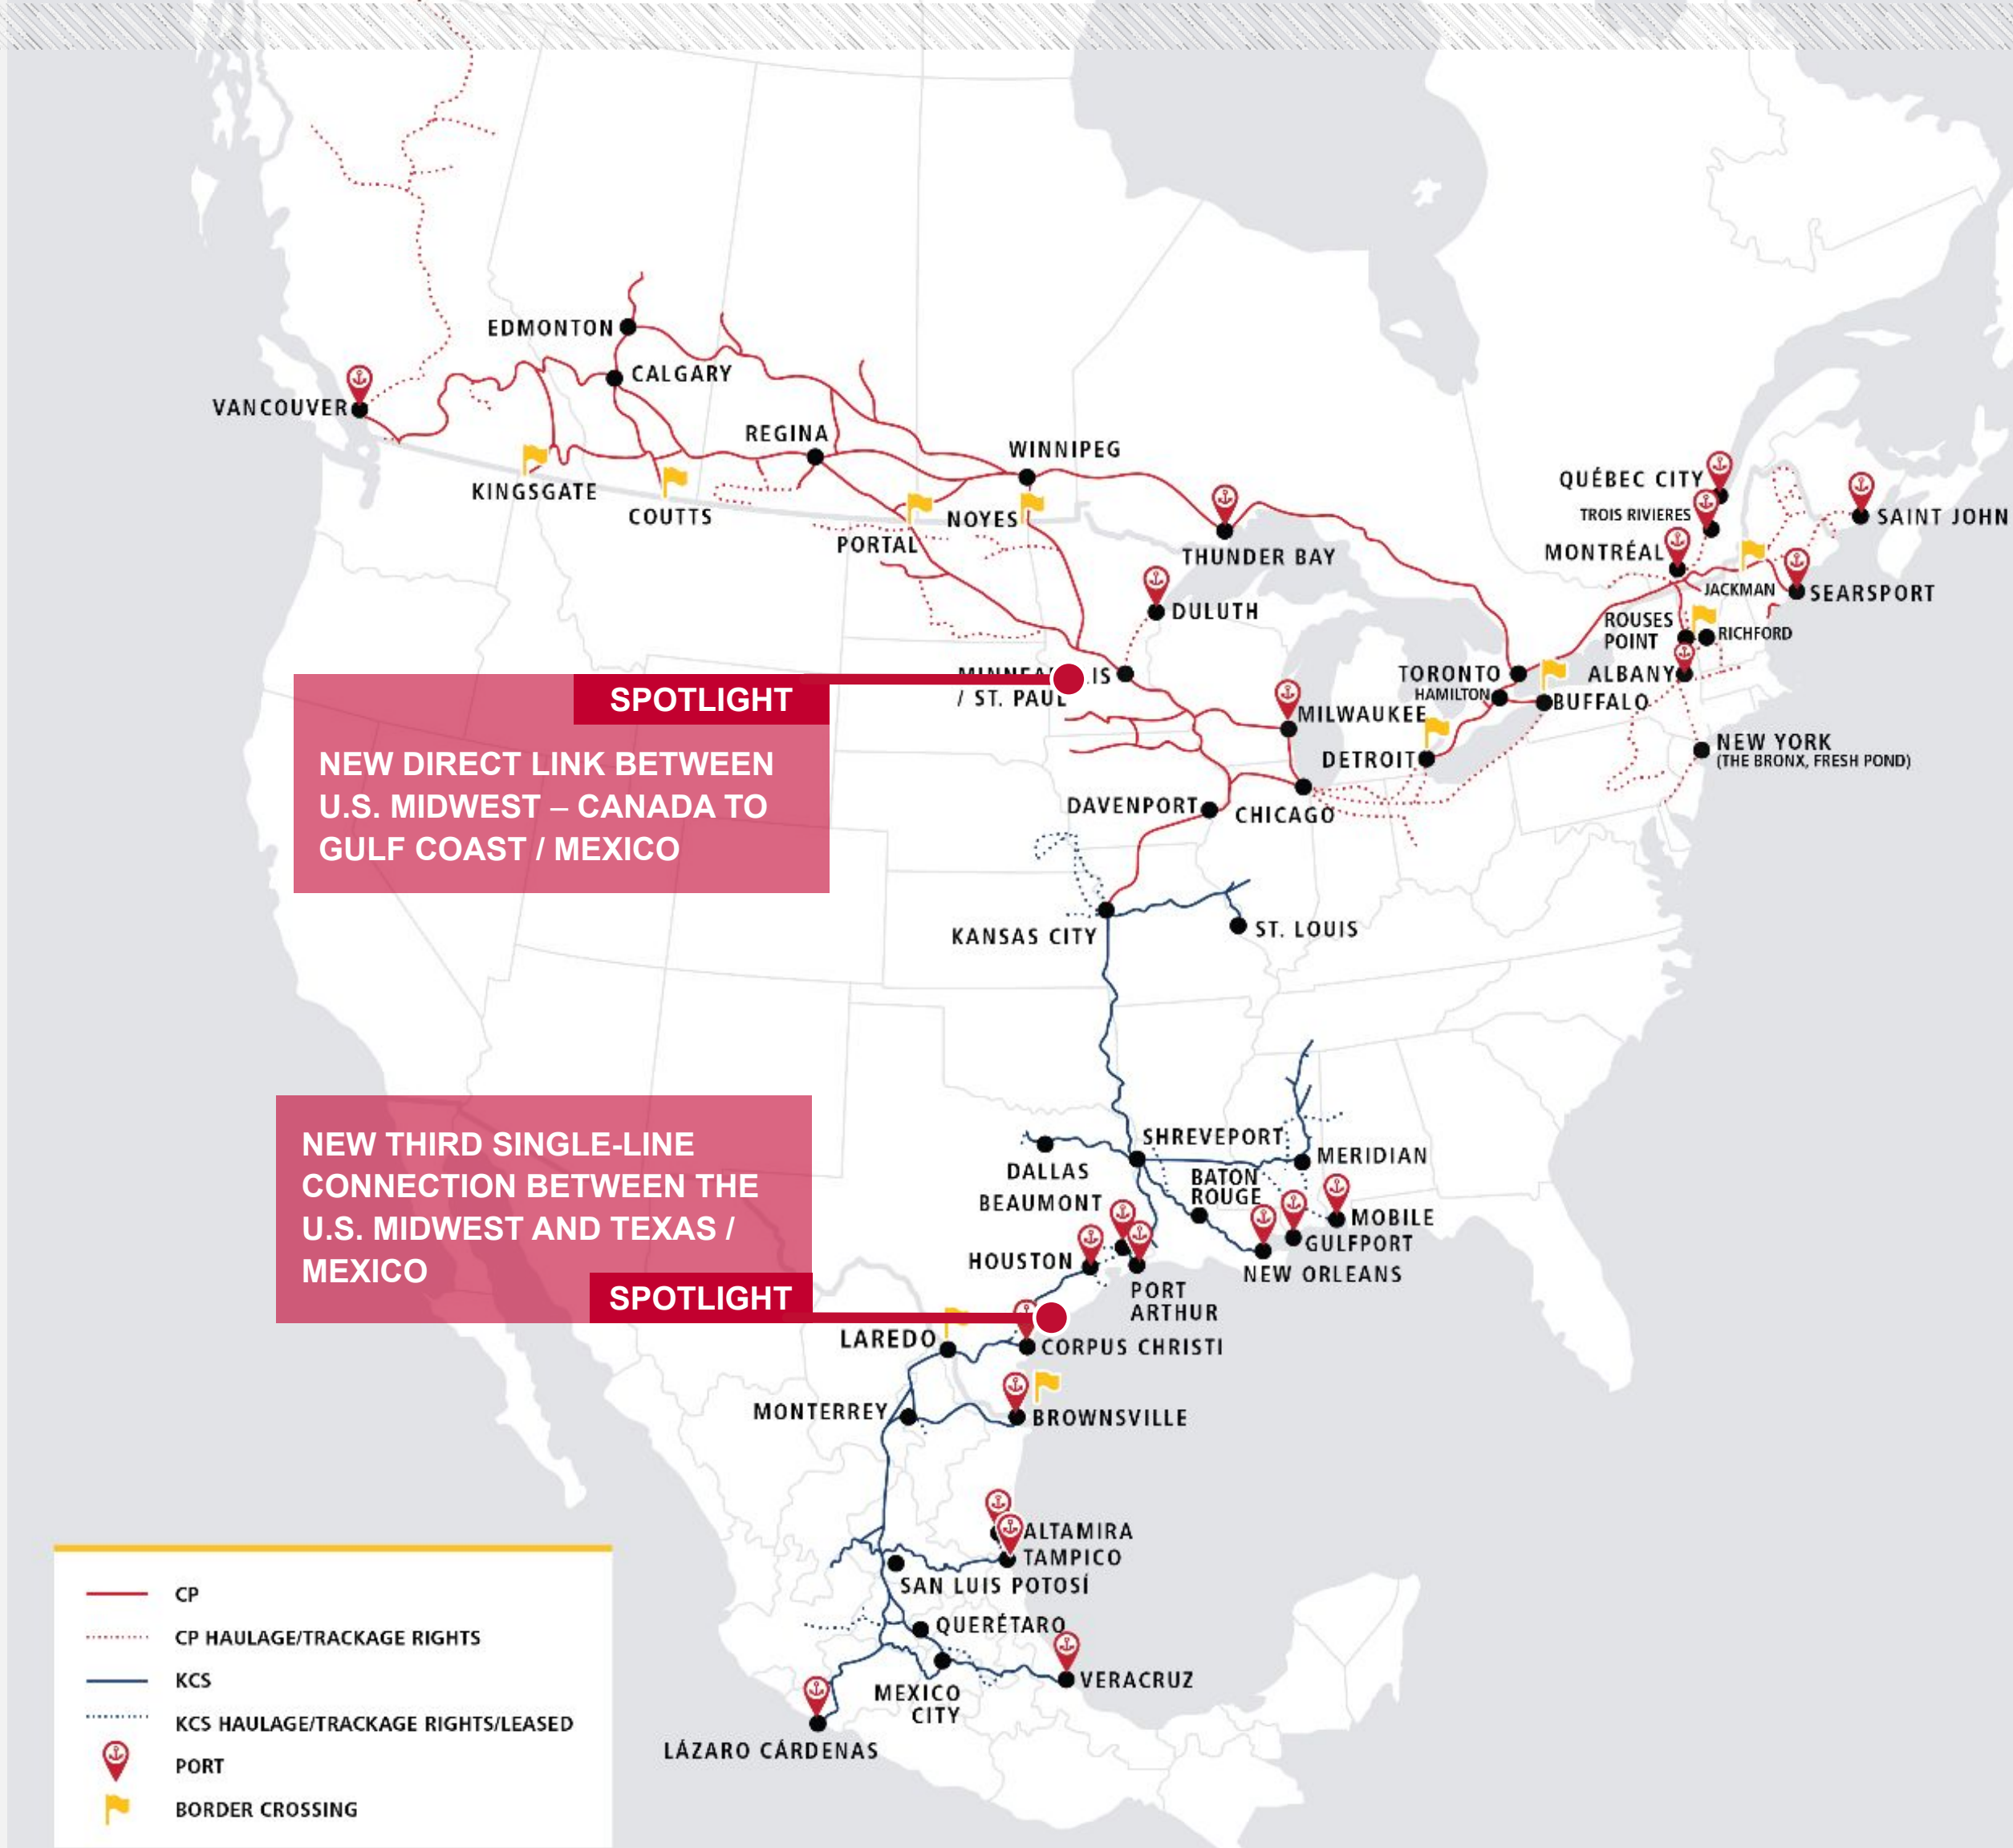 EDMONTON
CALGARY
VANCOUVER
REGINA
WINNIPEG
KINGSGATE
COUTTS
PORTAL
NOYES
THUNDER BAY
DULUTH
QUÉBEC CITY
TROIS RIVIERES
MONTRÉAL
SAINT JOHN
JACKMAN
SEARSPORT
ROUSES
POINT
RICHFORD
/ ST. PAUL
TORONTO
HAMILTON
ALBANY
BUFFALO
MILWAUKEE
DETROIT
NEW YORK
(THE BRONX, FRESH POND)
DAVENPORT
CHICAGO
SPOTLIGHT
NEW DIRECT LINK BETWEEN
U.S. MIDWEST – CANADA TO
GULF COAST / MEXICO
KANSAS CITY
ST. LOUIS
NEW THIRD SINGLE-LINE
CONNECTION BETWEEN THE
U.S. MIDWEST AND TEXAS /
MEXICO
SPOTLIGHT
SHREVEPORT
MERIDIAN
DALLAS
BATON
ROUGE
BEAUMONT
MOBILE
GULFPORT
HOUSTON
NEW ORLEANS
PORT
ARTHUR
LAREDO
CORPUS CHRISTI
MONTERREY
BROWNSVILLE
ALTAMIRA
TAMPICO
SAN LUIS POTOSÍ
QUERÉTARO
VERACRUZ
MEXICO
CITY
LÁZARO CÁRDENAS
CP
CP HAULAGE/TRACKAGE RIGHTS
KCS
KCS HAULAGE/TRACKAGE RIGHTS/LEASED
PORT
BORDER CROSSING